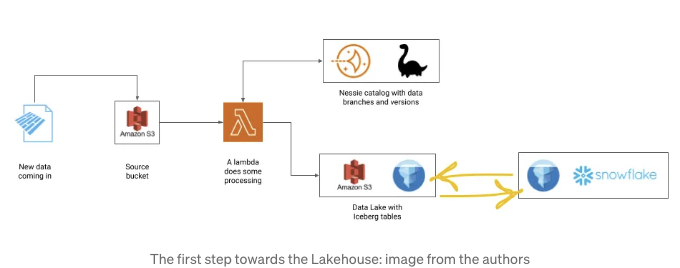 Nessie catalog with data
branches and versions
Amazon S3
New data
coming in
Source
bucket
A lambda
does some
processing
Amazon S3
snowflake
Data Lake with
Iceberg tables
The first step towards the Lakehouse: image from the authors